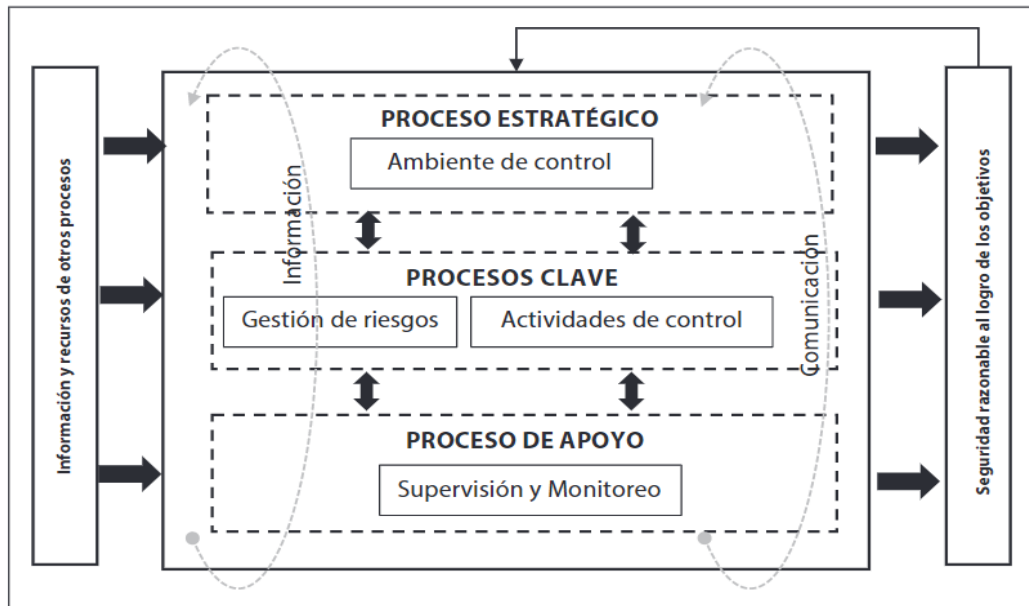 Información y recursos de otros procesos
PROCESO ESTRATÉGICO
Ambiente de control
Información
PROCESOS CLAVE
Gestión de riesgos
Actividades de control
Comunicacion
PROCESO DE APOYO
Supervisión y Monitoreo
Seguridad razonable al logro de los objetivos